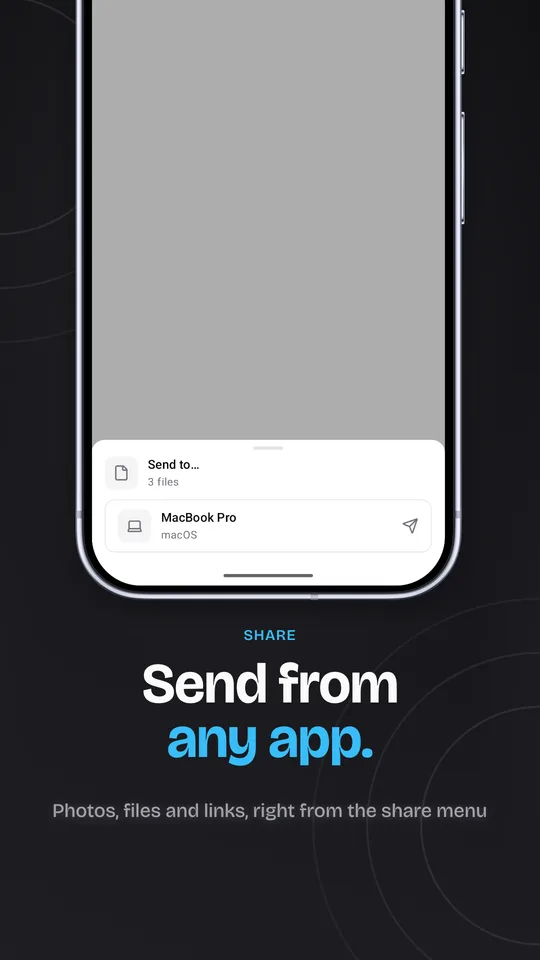 Send to…
3 files
MacBook Pro
macOS
SHARE
Send from
any app.
Photos, files and links, right from the share menu